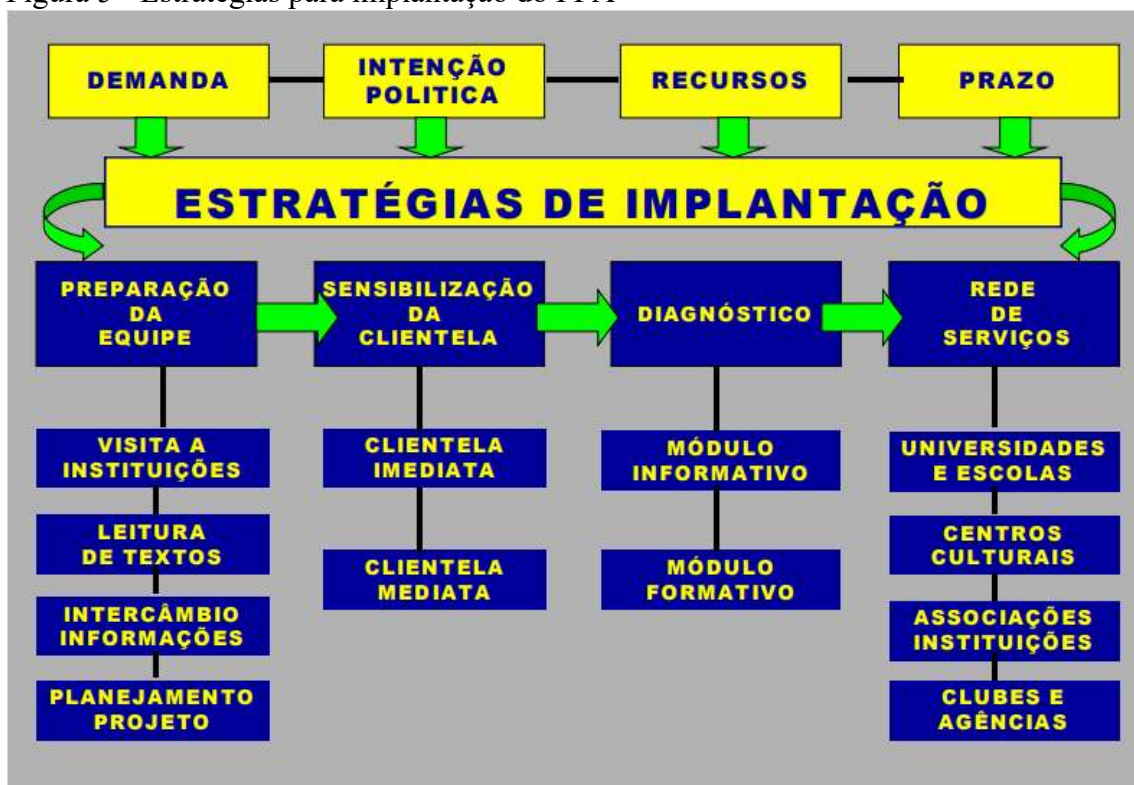 DEMANDA
INTENÇÃO
POLITICA
RECURSOS
PRAZO
ESTRATÉGIAS DE IMPLANTAÇÃO
PREPARAÇÃO
DA
EQUIPE
SENSIBILIZAÇÃO
DA
CLIENTELA
DIAGNÓSTICO
REDE
DE
SERVIÇOS
VISITA A
INSTITUIÇÕES
LEITURA
DE TEXTOS
INTERCÂMBIO
INFORMAÇÕES
PLANEJAMENTO
PROJETO
CLIENTELA
IMEDIATA
CLIENTELA
MEDIATA
MÓDULO
INFORMATIVO
MÓDULO
FORMATIVO
UNIVERSIDADES
E ESCOLAS
CENTROS
CULTURAIS
ASSOCIAÇÕES
INSTITUIÇÕES
CLUBES E
AGÊNCIAS